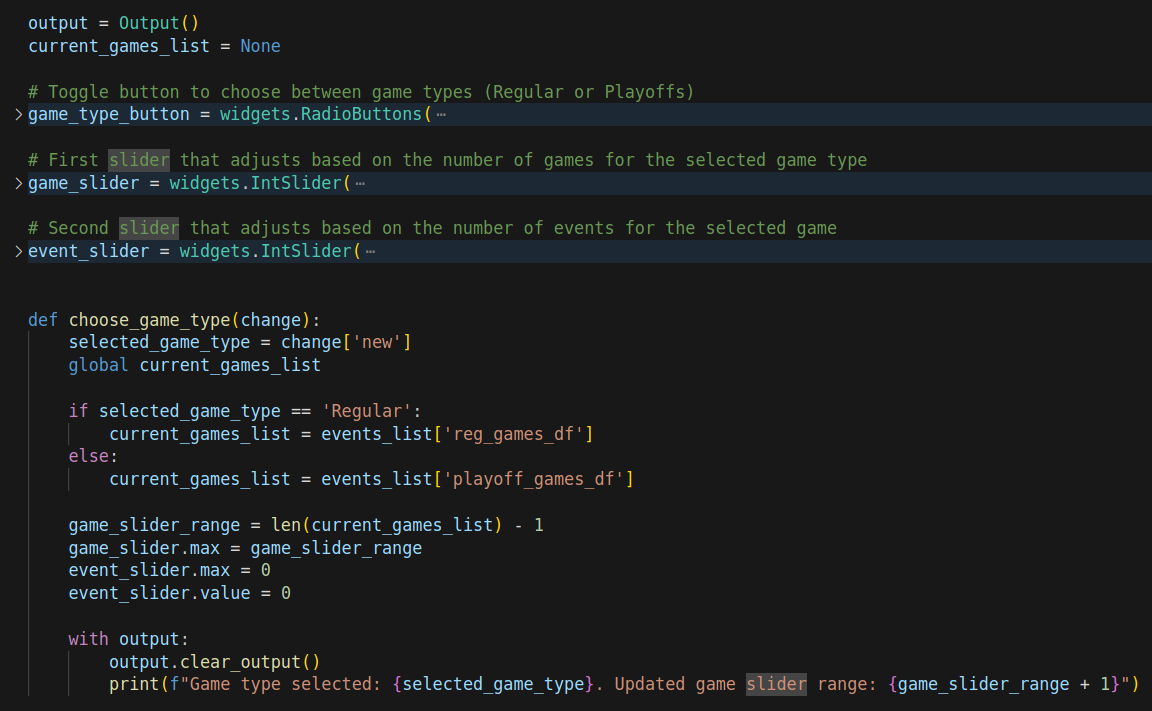 output = Output()
current_games_list = None
# Toggle button to choose between game types (Regular or Playoffs)
game_type_button = widgets.RadioButtons(⋯
# First slider that adjusts based on the number of games for the selected game type
game_slider = widgets.IntSlider(⋯
# Second slider that adjusts based on the number of events for the selected game
event_slider = widgets.IntSlider(⋯
def choose_game_type(change):
    selected_game_type = change['new']
    global current_games_list
    if selected_game_type == 'Regular':
        current_games_list = events_list['reg_games_df']
    else:
        current_games_list = events_list['playoff_games_df']
    game_slider_range = len(current_games_list) - 1
    game_slider.max = game_slider_range
    event_slider.max = 0
    event_slider.value = 0
    with output:
        output.clear_output()
        print(f"Game type selected: {selected_game_type}. Updated game slider range: {game_slider_range + 1}")